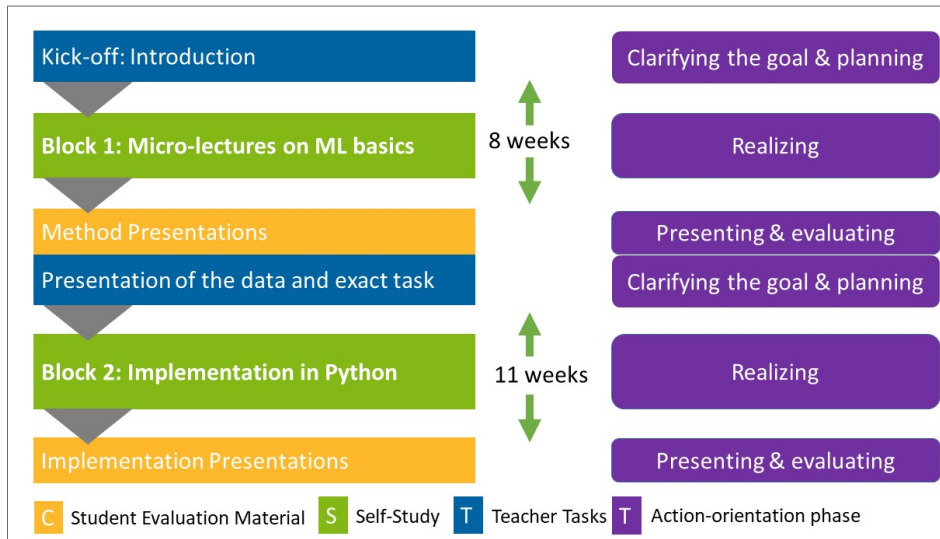 Kick-off: Introduction
Clarifying the goal & planning
Block 1: Micro-lectures on ML basics
8 weeks
Realizing
Method Presentations
Presenting & evaluating
Presentation of the data and exact task
Clarifying the goal & planning
Block 2: Implementation in Python
11 weeks
Realizing
Implementation Presentations
Presenting & evaluating
C Student Evaluation Material S Self-Study T Teacher Tasks T Action-orientation phase